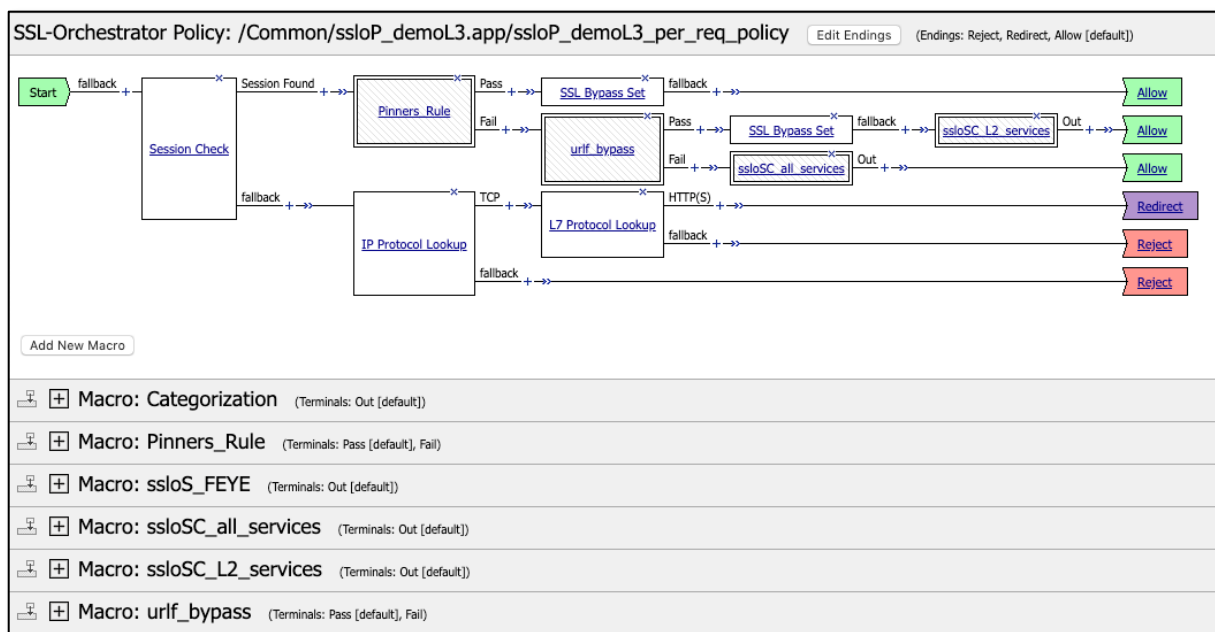 SSL-Orchestrator Policy: /Common/ssloP_demoL3.app/ssloP_demoL3_per_req_policy Edit Endings (Endings: Reject, Redirect, Allow [default])
Start fallback Session Check Session Found Pinners_Rule Pass SSL Bypass Set fallback Allow
Fail urlf_bypass Pass SSL Bypass Set fallback ssloSC_L2_services Out Allow
Fail ssloSC_all_services Out Allow
fallback IP Protocol Lookup TCP L7 Protocol Lookup HTTP(S) Redirect
fallback Reject
fallback Reject
Add New Macro
Macro: Categorization (Terminals: Out [default])
Macro: Pinners_Rule (Terminals: Pass [default], Fail)
Macro: ssloS_FEYE (Terminals: Out [default])
Macro: ssloSC_all_services (Terminals: Out [default])
Macro: ssloSC_L2_services (Terminals: Out [default])
Macro: urlf_bypass (Terminals: Pass [default], Fail)